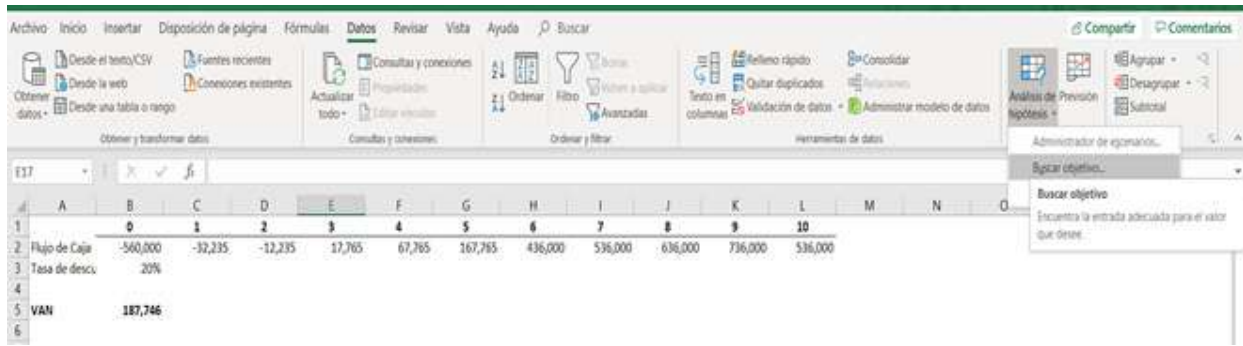 Archivo Inicio Insertar Disposición de página Fórmulas Datos Revisar Vista Ayuda Buscar Compartir Comentarios
Obtener datos
Desde el texto/CSV
Desde la web
Desde una tabla o rango
Fuentes recientes
Conexiones existentes
Obtener y transformar datos
Actualizar todo
Consultas y conexiones
Propiedades
Editar vínculos
Consultas y conexiones
Ordenar
Filtro
Borrar
Volver a aplicar
Avanzadas
Ordenar y filtrar
Texto en columnas
Relleno rápido
Quitar duplicados
Validación de datos
Consolidar
Relaciones
Administrar modelo de datos
Herramientas de datos
Análisis de hipótesis
Previsión
Agrupar
Desagrupar
Subtotal
Administrador de escenarios...
Buscar objetivo...
Buscar objetivo
Encuentra la entrada adecuada para el valor
que desee.
E17 fx
A B C D E F G H I J K L M N O
1 0 1 2 3 4 5 6 7 8 9 10
2 Flujo de Caja -560,000 -32,235 -12,235 17,765 67,765 167,765 436,000 536,000 636,000 736,000 536,000
3 Tasa de descu 20%
4
5 VAN 187,746
6